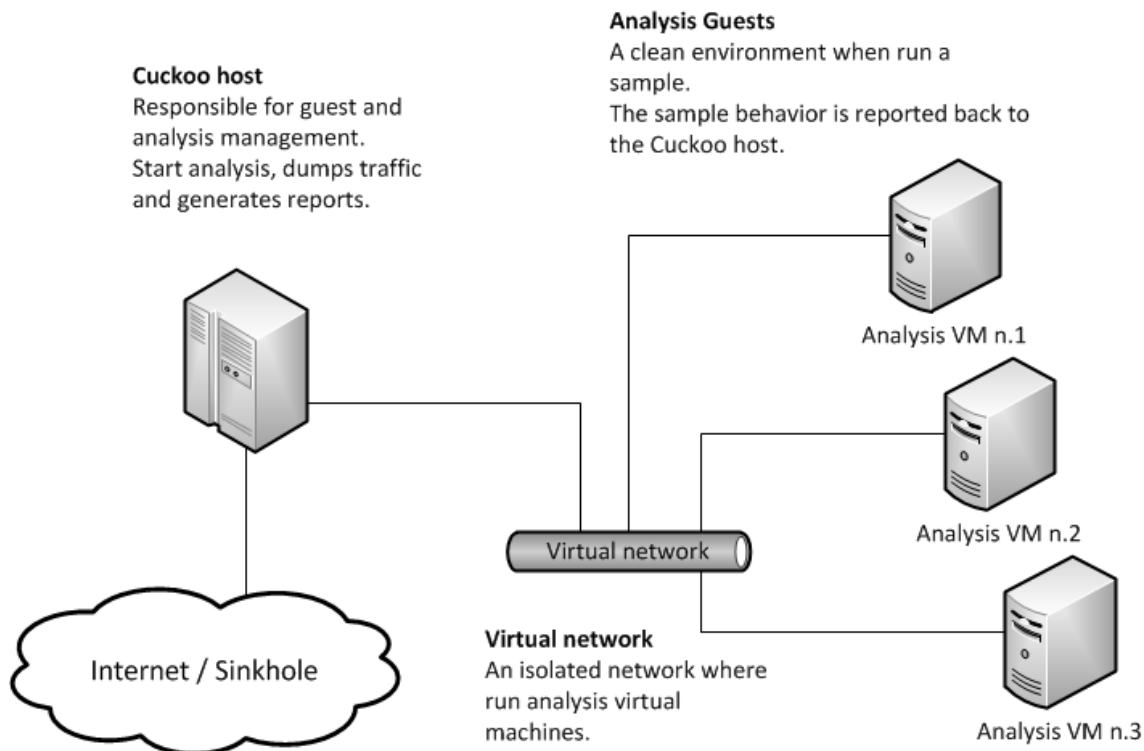 Cuckoo host
Responsible for guest and
analysis management.
Start analysis, dumps traffic
and generates reports.
Analysis Guests
A clean environment when run a
sample.
The sample behavior is reported back to
the Cuckoo host.
Analysis VM n.1
Analysis VM n.2
Virtual network
Internet / Sinkhole
Virtual network
An isolated network where
run analysis virtual
machines.
Analysis VM n.3